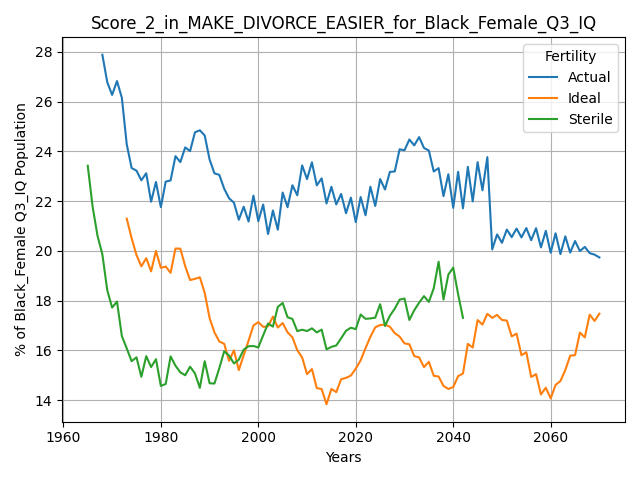 Score_2_in_MAKE_DIVORCE_EASIER_for_Black_Female_Q3_IQ
% of Black_Female Q3_IQ Population
28
26
24
22
20
18
16
14
Fertility
Actual
Ideal
Sterile
1960
1980
2000
2020
2040
2060
Years